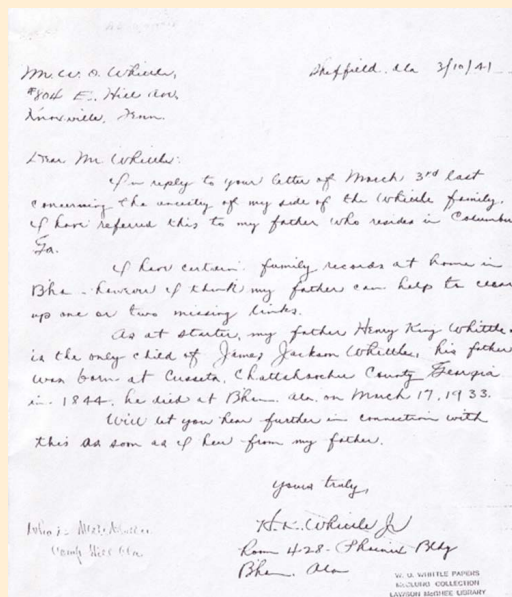 Mr. W. O. Whittle, Sheffield, Ala 3/10/41
#804 E. Hill Ave,
Knoxville, Tenn.
Dear Mr Whittle:
In reply to your letter of March 3rd last
concerning the ancestry of my side of the Whittle family.
I have referred this to my father who resides in Columbus
Ga.
I have certain family records at home in
Bham - however I think my father can help to clear
up one or two missing links.
As at starter, my father Henry King Whittle
is the only child of James Jackson Whittle, his father
was born at Cusseta, Chattahoochee County Georgia
in 1844, he died at Bham. Ala. on March 17, 1933.
Will let you hear further in connection with
this as soon as I hear from my father.
Yours truly,
H. K. Whittle Jr
Room 428 - Phoenix Bldg
Bham. Ala
Camp Hill Ala
W. O. WHITTLE PAPERS
McCLUNG COLLECTION
LAWSON McGHEE LIBRARY